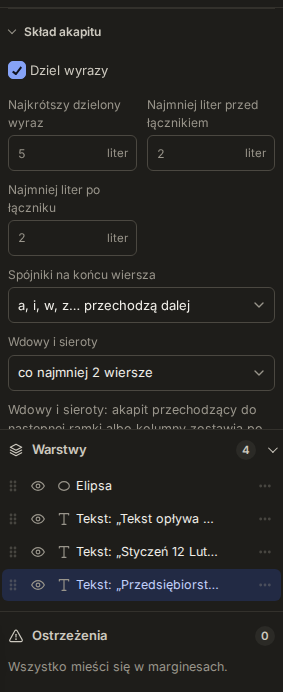 Skład akapitu
Dziel wyrazy
Najkrótszy dzielony wyraz
Najmniej liter przed łącznikiem
5 liter
2 liter
Najmniej liter po łączniku
2 liter
Spójniki na końcu wiersza
a, i, w, z... przechodzą dalej
Wdowy i sieroty
co najmniej 2 wiersze
Wdowy i sieroty: akapit przechodzący do
następnej ramki albo kolumny zostawia po
Warstwy 4
Elipsa
Tekst: „Tekst opływa ...
Tekst: „Styczeń 12 Lut...
Tekst: „Przedsiębiorst...
Ostrzeżenia 0
Wszystko mieści się w marginesach.